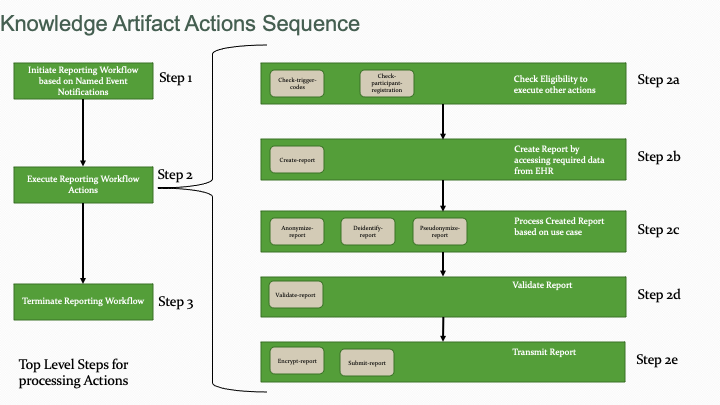 Knowledge Artifact Actions Sequence
Initiate Reporting Workflow
based on Named Event
Notifications
Step 1
Execute Reporting Workflow
Actions
Step 2
Terminate Reporting Workflow
Step 3
Top Level Steps for
processing Actions
Check-trigger-
codes
Check-
participant-
registration
Check Eligibility to
execute other actions
Step 2a
Create-report
Create Report by
accessing required data
from EHR
Step 2b
Anonymize-
report
Deidentify-
report
Pseudonymize-
report
Process Created Report
based on use case
Step 2c
Validate-report
Validate Report
Step 2d
Encrypt-report
Submit-report
Transmit Report
Step 2e